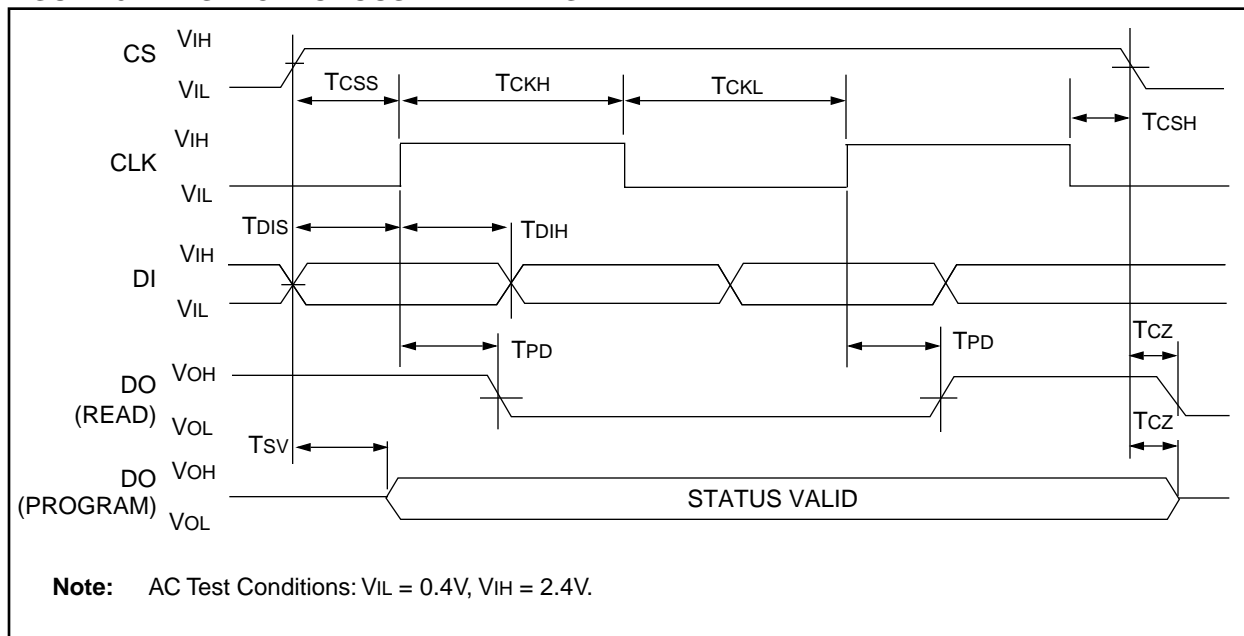 CS VIH
VIL
TCSS TCKH TCKL
TCSH
CLK VIH
VIL
TDIS TDIH
DI VIH
VIL
TPD TPD TCZ
DO
(READ) VOH
VOL
TSV TCZ
DO
(PROGRAM) VOH
VOL
STATUS VALID
Note: AC Test Conditions: VIL = 0.4V, VIH = 2.4V.